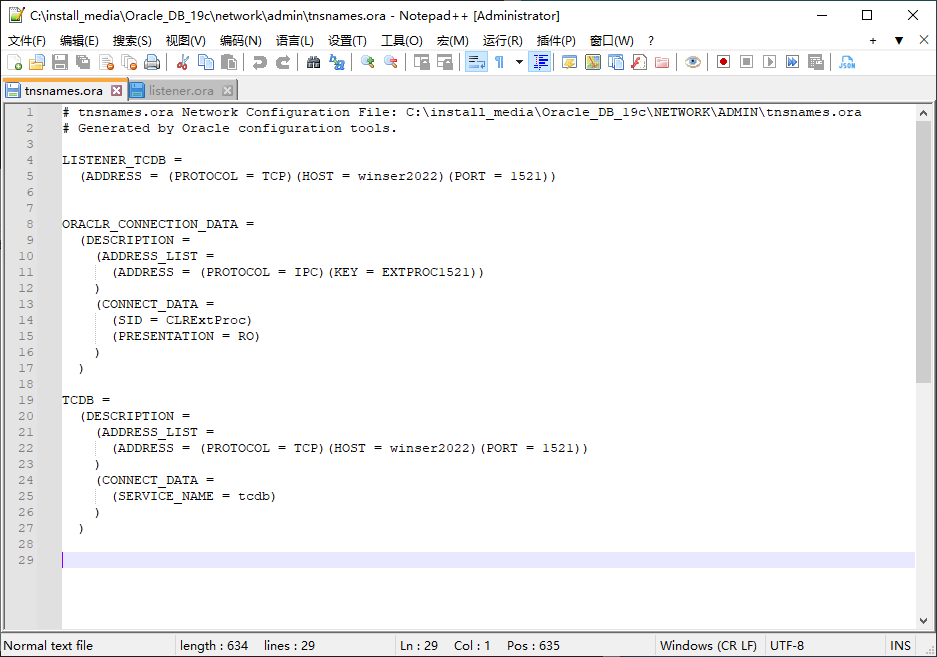 C:\install_media\Oracle_DB_19c\network\admin\tnsnames.ora - Notepad++ [Administrator]
文件(F) 编辑(E) 搜索(S) 视图(V) 编码(N) 语言(L) 设置(T) 工具(O) 宏(M) 运行(R) 插件(P) 窗口(W) ? + ▼ X
JSON
tnsnames.ora listener.ora
1 # tnsnames.ora Network Configuration File: C:\install_media\Oracle_DB_19c\NETWORK\ADMIN\tnsnames.ora
2 # Generated by Oracle configuration tools.
3
4 LISTENER_TCDB =
5   (ADDRESS = (PROTOCOL = TCP)(HOST = winser2022)(PORT = 1521))
6
7
8 ORACLR_CONNECTION_DATA =
9   (DESCRIPTION =
10     (ADDRESS_LIST =
11       (ADDRESS = (PROTOCOL = IPC)(KEY = EXTPROC1521))
12     )
13     (CONNECT_DATA =
14       (SID = CLRExtProc)
15       (PRESENTATION = RO)
16     )
17   )
18
19 TCDB =
20   (DESCRIPTION =
21     (ADDRESS_LIST =
22       (ADDRESS = (PROTOCOL = TCP)(HOST = winser2022)(PORT = 1521))
23     )
24     (CONNECT_DATA =
25       (SERVICE_NAME = tcdb)
26     )
27   )
28
29
Normal text file length : 634 lines : 29 Ln : 29 Col : 1 Pos : 635 Windows (CR LF) UTF-8 INS